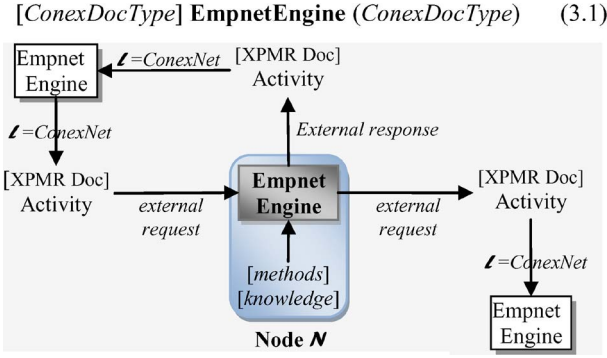 [ConexDocType] EmpnetEngine (ConexDocType) (3.1)
Empnet
Engine
ℓ=ConexNet
[XPMR Doc]
Activity
ℓ=ConexNet
External response
[XPMR Doc]
Activity
external
request
Empnet
Engine
external
request
[XPMR Doc]
Activity
[methods]
[knowledge]
ℓ=ConexNet
Empnet
Engine
Node N